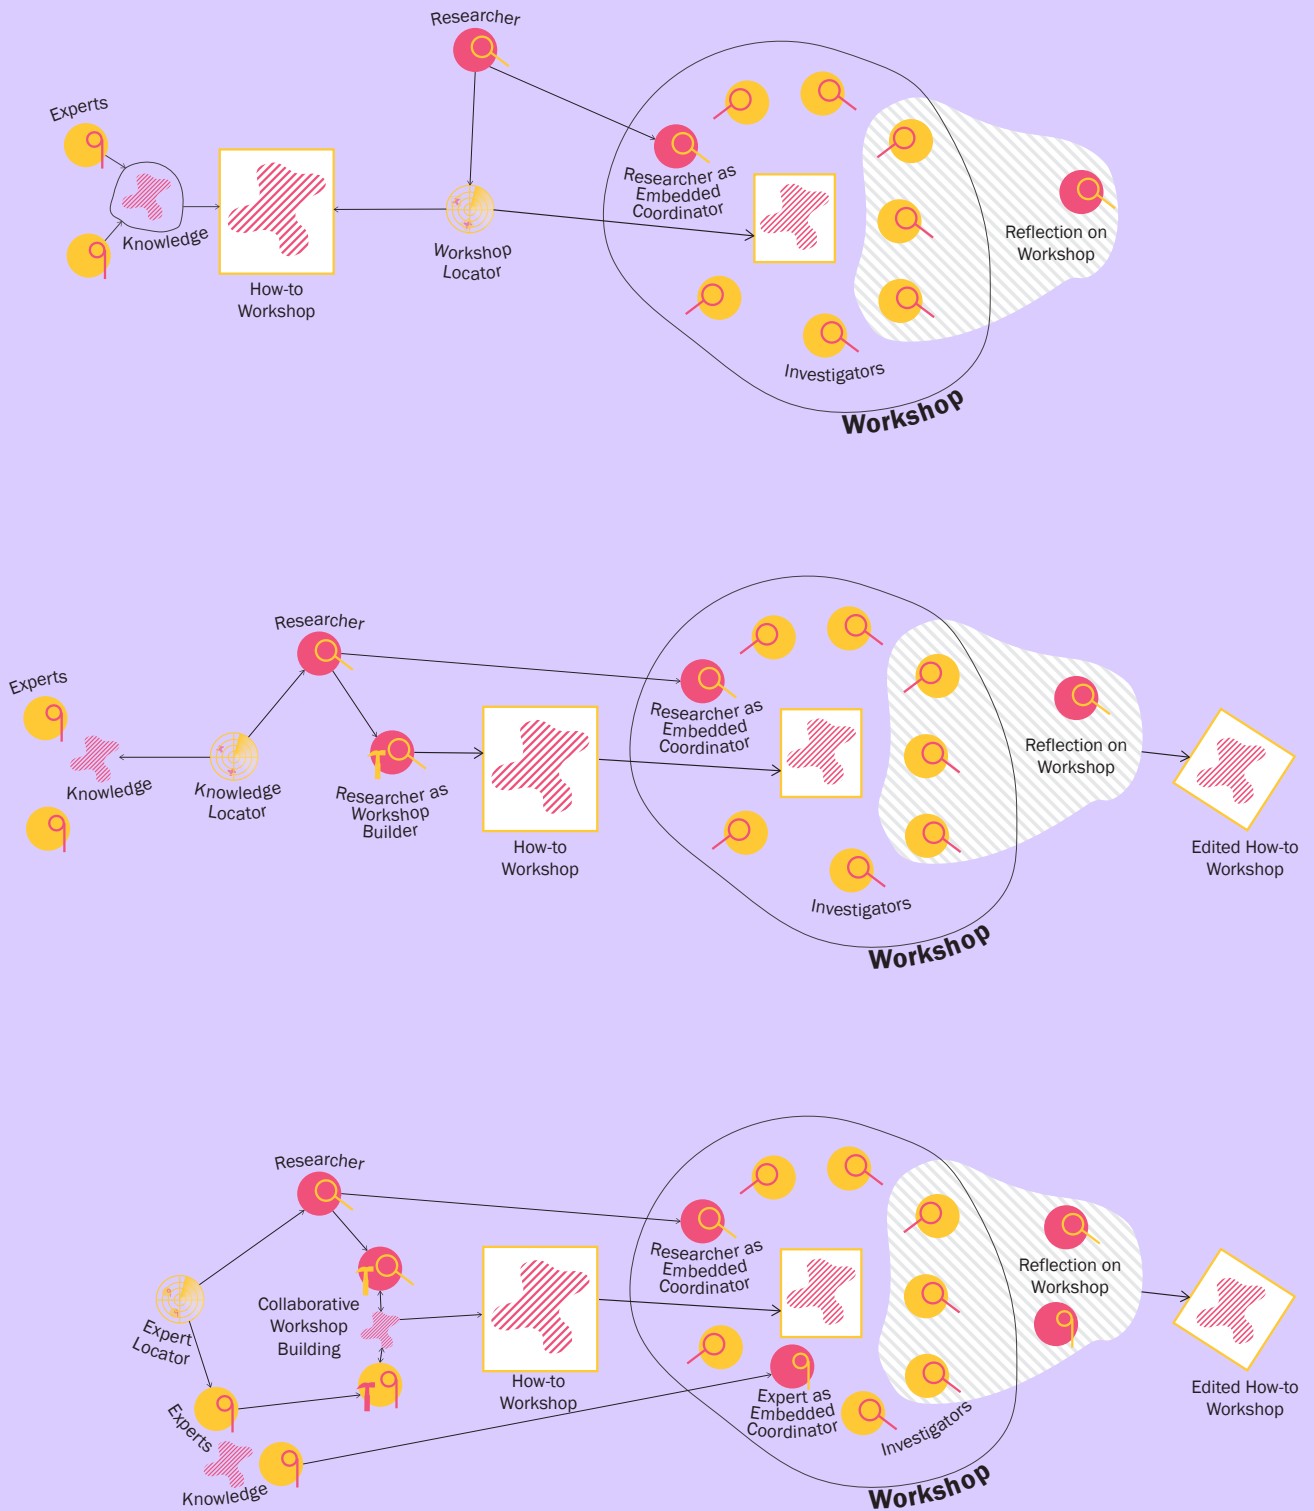 Researcher
Experts
Knowledge
How-to
Workshop
Workshop
Locator
Researcher as
Embedded
Coordinator
Reflection on
Workshop
Investigators
Workshop
Researcher
Experts
Knowledge
Knowledge
Locator
Researcher as
Workshop
Builder
How-to
Workshop
Researcher as
Embedded
Coordinator
Reflection on
Workshop
Investigators
Workshop
Edited How-to
Workshop
Researcher
Expert
Locator
Collaborative
Workshop
Building
Experts
Knowledge
How-to
Workshop
Researcher as
Embedded
Coordinator
Expert as
Embedded
Coordinator
Reflection on
Workshop
Investigators
Workshop
Edited How-to
Workshop